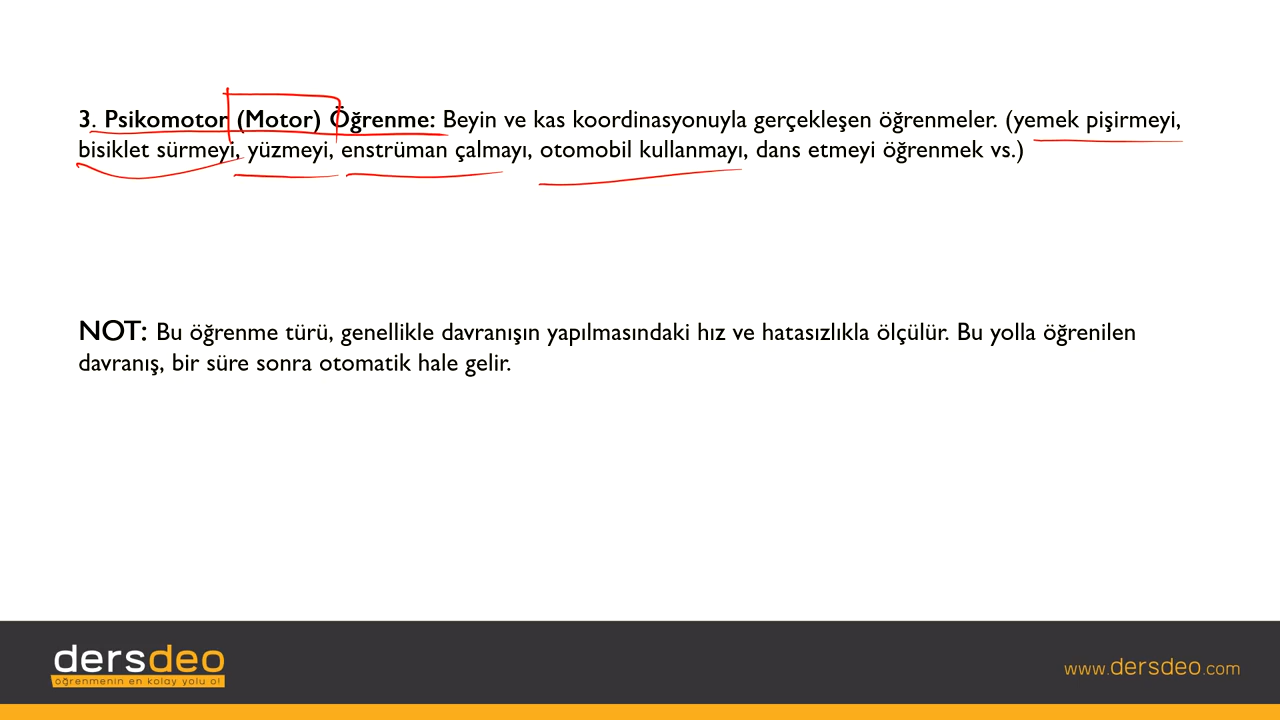 3. Psikomotor (Motor) Öğrenme: Beyin ve kas koordinasyonuyla gerçekleşen öğrenmeler. (yemek pişirmeyi,
bisiklet sürmeyi, yüzmeyi, enstrüman çalmayı, otomobil kullanmayı, dans etmeyi öğrenmek vs.)
NOT: Bu öğrenme türü, genellikle davranışın yapılmasındaki hız ve hatasızlıkla ölçülür. Bu yolla öğrenilen
davranış, bir süre sonra otomatik hale gelir.
dersdeo
öğrenmenin en kolay yolu o!
www.dersdeo.com